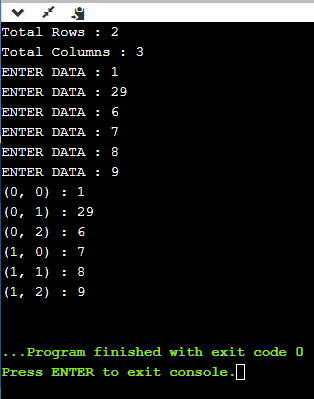 Total Rows : 2
Total Columns : 3
ENTER DATA : 1
ENTER DATA : 29
ENTER DATA : 6
ENTER DATA : 7
ENTER DATA : 8
ENTER DATA : 9
(0, 0) : 1
(0, 1) : 29
(0, 2) : 6
(1, 0) : 7
(1, 1) : 8
(1, 2) : 9
...Program finished with exit code 0
Press ENTER to exit console.